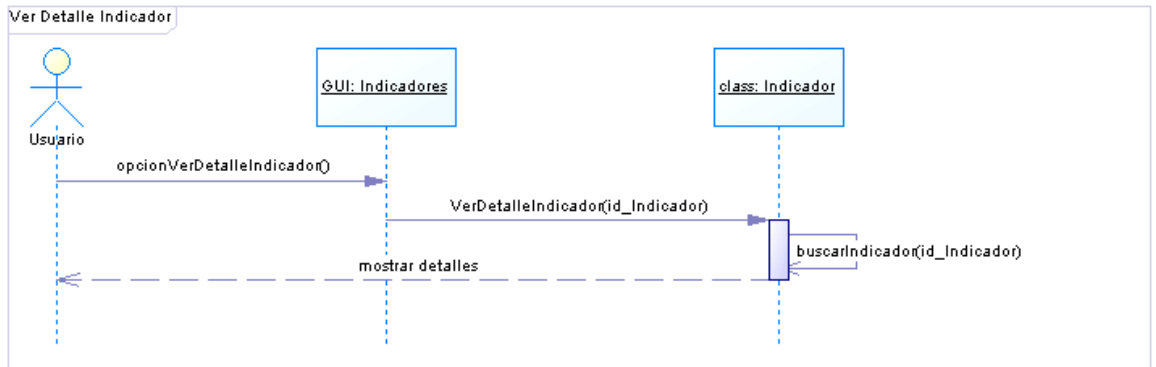 Ver Detalle Indicador
GUI: Indicadores
class: Indicador
Usuario
opcionVerDetalleIndicador()
VerDetalleIndicador(id_Indicador)
buscarIndicador(id_Indicador)
mostrar detalles